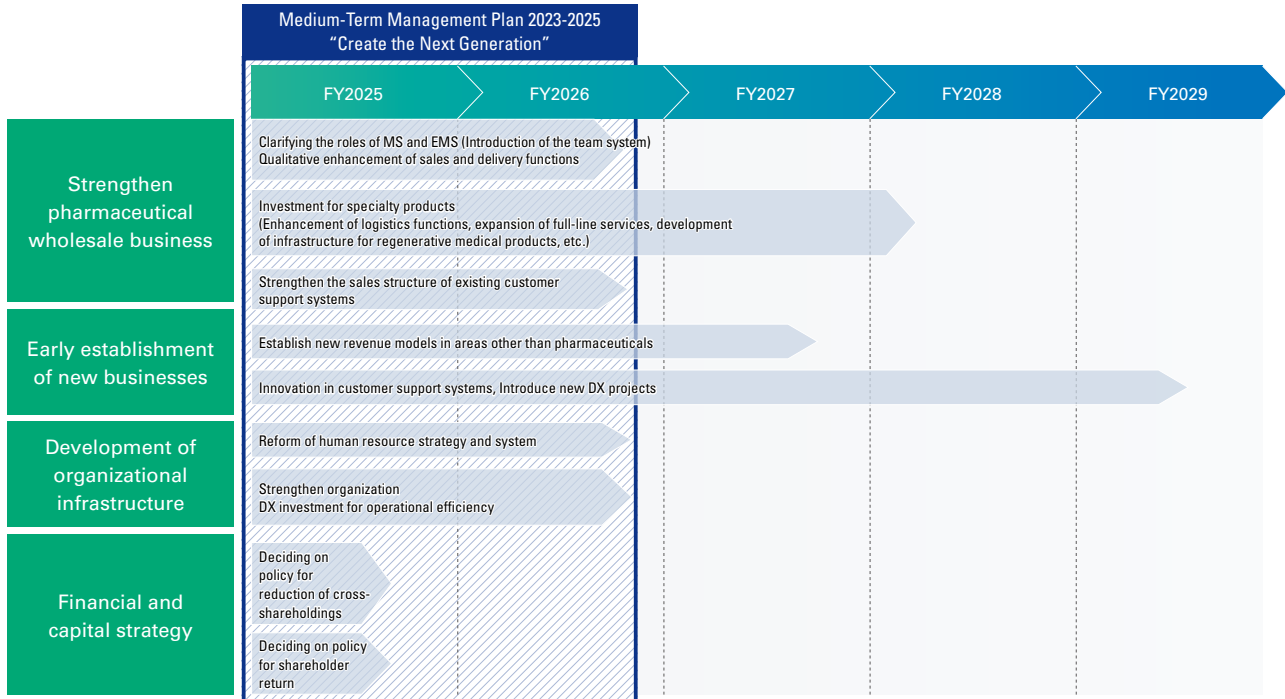 Medium-Term Management Plan 2023-2025
“Create the Next Generation”
FY2025
FY2026
FY2027
FY2028
FY2029
Strengthen
pharmaceutical
wholesale business
Clarifying the roles of MS and EMS (Introduction of the team system)
Qualitative enhancement of sales and delivery functions
Investment for specialty products
(Enhancement of logistics functions, expansion of full-line services, development
of infrastructure for regenerative medical products, etc.)
Strengthen the sales structure of existing customer
support systems
Early establishment
of new businesses
Establish new revenue models in areas other than pharmaceuticals
Innovation in customer support systems, Introduce new DX projects
Development of
organizational
infrastructure
Reform of human resource strategy and system
Strengthen organization
DX investment for operational efficiency
Financial and
capital strategy
Deciding on
policy for
reduction of cross-
shareholdings
Deciding on policy
for shareholder
return